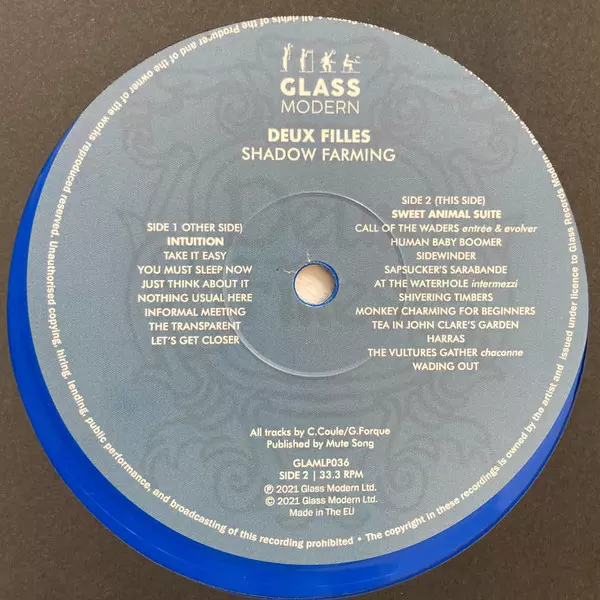 GLASS
MODERN
DEUX FILLES
SHADOW FARMING
SIDE 1 OTHER SIDE)
INTUITION
TAKE IT EASY
YOU MUST SLEEP NOW
JUST THINK ABOUT IT
NOTHING USUAL HERE
INFORMAL MEETING
THE TRANSPARENT
LET'S GET CLOSER
SIDE 2 (THIS SIDE)
SWEET ANIMAL SUITE
CALL OF THE WADERS entrée & evolver
HUMAN BABY BOOMER
SIDEWINDER
SAPSUCKER'S SARABANDE
AT THE WATERHOLE intermezzi
SHIVERING TIMBERS
MONKEY CHARMING FOR BEGINNERS
TEA IN JOHN CLARE'S GARDEN
HARRAS
THE VULTURES GATHER chaconne
WADING OUT
All tracks by C.Coule/G.Forque
Published by Mute Song
GLAMLP036
SIDE 2 | 33.3 RPM
℗ 2021 Glass Modern Ltd.
© 2021 Glass Modern Ltd.
Made in The EU
All rights of the Producer and of the owner of the works reproduced reserved. Unauthorised copying, hiring, lending, public performance, and broadcasting of this recording prohibited • The copyright in these recordings is owned by the artist and issued under licence to Glass Records Modern.